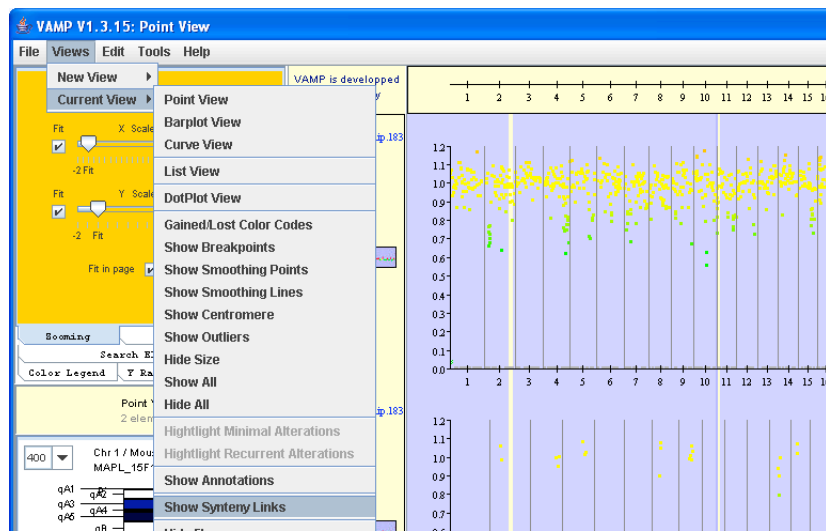 VAMP V1.3.15: Point View
File Views Edit Tools Help
New View
Current View
VAMP is developped
Point View
Barplot View
Curve View
List View
DotPlot View
Gained/Lost Color Codes
Show Breakpoints
Show Smoothing Points
Show Smoothing Lines
Show Centromere
Show Outliers
Hide Size
Show All
Hide All
Hightlight Minimal Alterations
Hightlight Recurrent Alterations
Show Annotations
Show Synteny Links
Fit X Scale
-2 Fit
Fit Y Scale
-2 Fit
Fit in page
Search
Color Legend
Point
400
Chr 1 /
MAPL_15F
qA1
qA2
qA3
qA4
qA5
qB
ip.183
ip.183
1 2 3 4 5 6 7 8 9 10 11 12 13 14 15
1.2
1.1
1.0
0.9
0.8
0.7
0.6
0.5
0.4
0.3
0.2
0.1
0.0
1 2 3 4 5 6 7 8 9 10 11 12 13 14 15
1.2
1.1
1.0
0.9
0.8
0.7
0.6